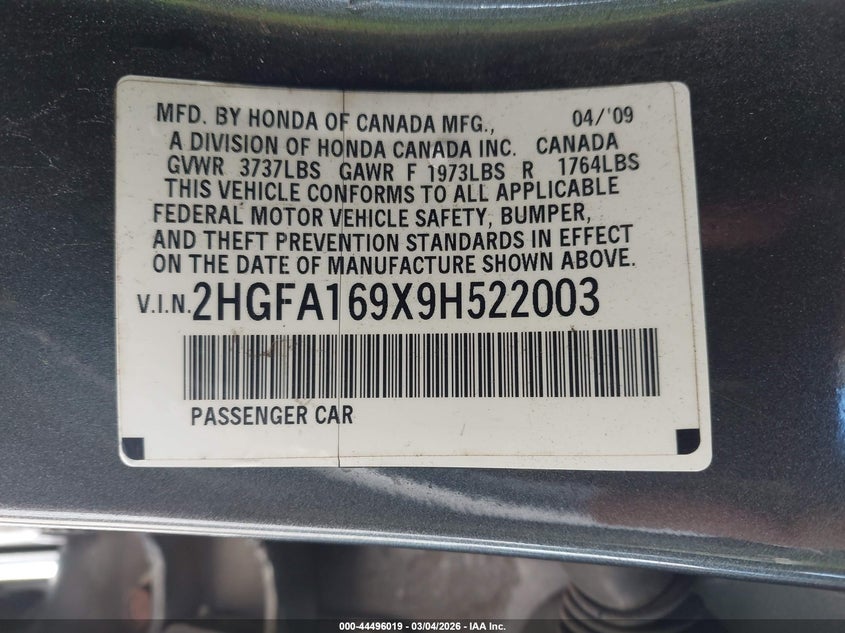 MFD. BY HONDA OF CANADA MFG., 04/'09
A DIVISION OF HONDA CANADA INC. CANADA
GVWR 3737LBS GAWR F 1973LBS R 1764LBS
THIS VEHICLE CONFORMS TO ALL APPLICABLE
FEDERAL MOTOR VEHICLE SAFETY, BUMPER,
AND THEFT PREVENTION STANDARDS IN EFFECT
ON THE DATE OF MANUFACTURE SHOWN ABOVE.
V.I.N. 2HGFA169X9H522003
PASSENGER CAR
000-44496019 - 03/04/2026 - IAA Inc.